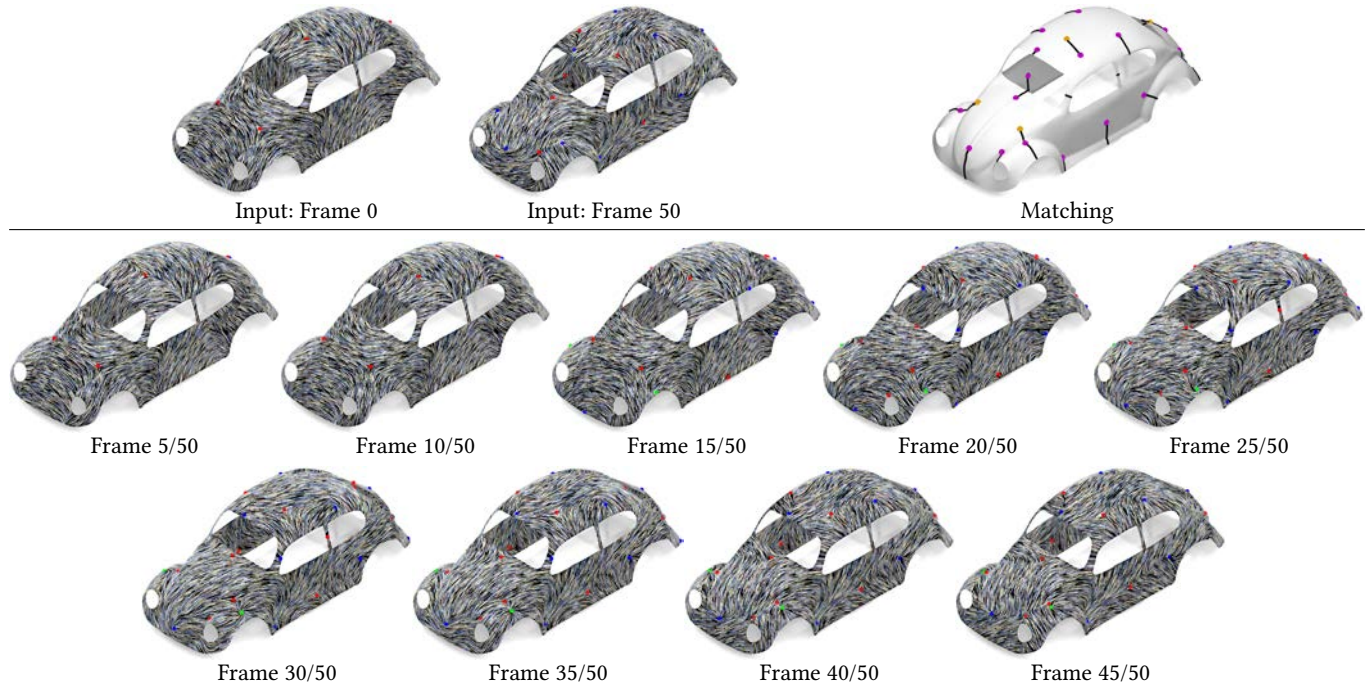 Input: Frame 0
Input: Frame 50
Matching
Frame 5/50
Frame 10/50
Frame 15/50
Frame 20/50
Frame 25/50
Frame 30/50
Frame 35/50
Frame 40/50
Frame 45/50